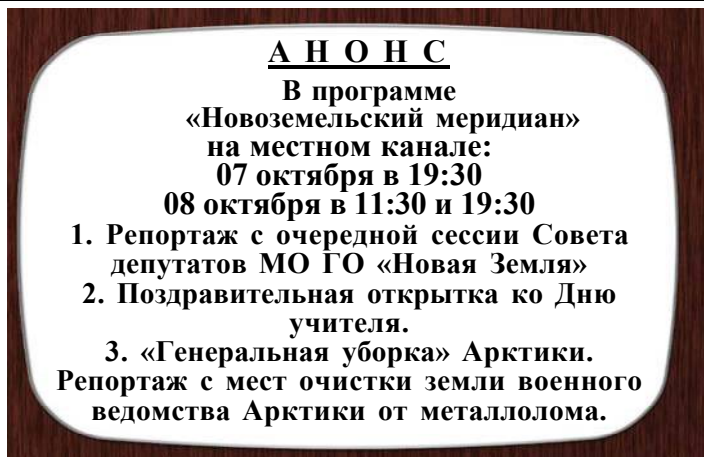 А Н О Н С
В программе
«Новоземельский меридиан»
на местном канале:
07 октября в 19:30
08 октября в 11:30 и 19:30
1. Репортаж с очередной сессии Совета
депутатов МО ГО «Новая Земля»
2. Поздравительная открытка ко Дню
учителя.
3. «Генеральная уборка» Арктики.
Репортаж с мест очистки земли военного
ведомства Арктики от металлолома.